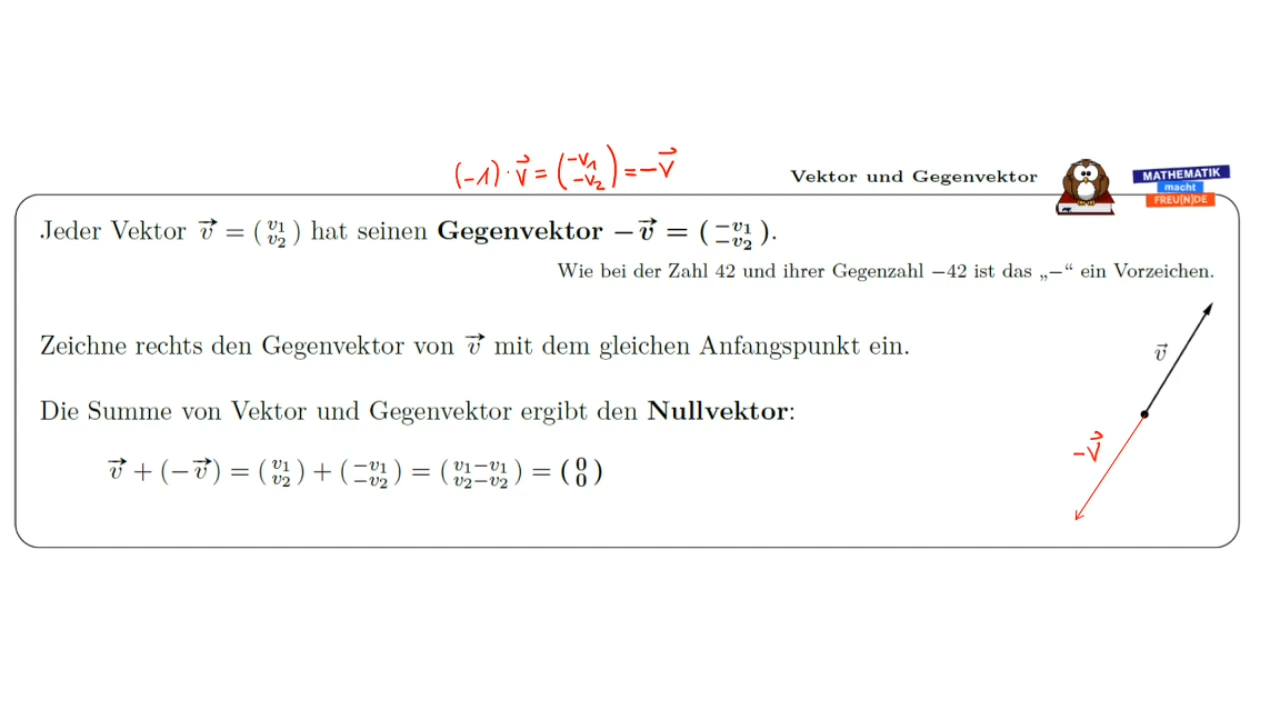 (-1) · v⃗ = (-v₁ -v₂) = -v⃗
Vektor und Gegenvektor
MATHEMATIK
macht
FREU(N)DE
Jeder Vektor v⃗ = (v₁ v₂) hat seinen Gegenvektor −v⃗ = (−v₁ −v₂).
Wie bei der Zahl 42 und ihrer Gegenzahl −42 ist das „−“ ein Vorzeichen.
Zeichne rechts den Gegenvektor von v⃗ mit dem gleichen Anfangspunkt ein.
v⃗
Die Summe von Vektor und Gegenvektor ergibt den Nullvektor:
-v⃗
v⃗ + (−v⃗) = (v₁ v₂) + (−v₁ −v₂) = (v₁−v₁ v₂−v₂) = (0 0)